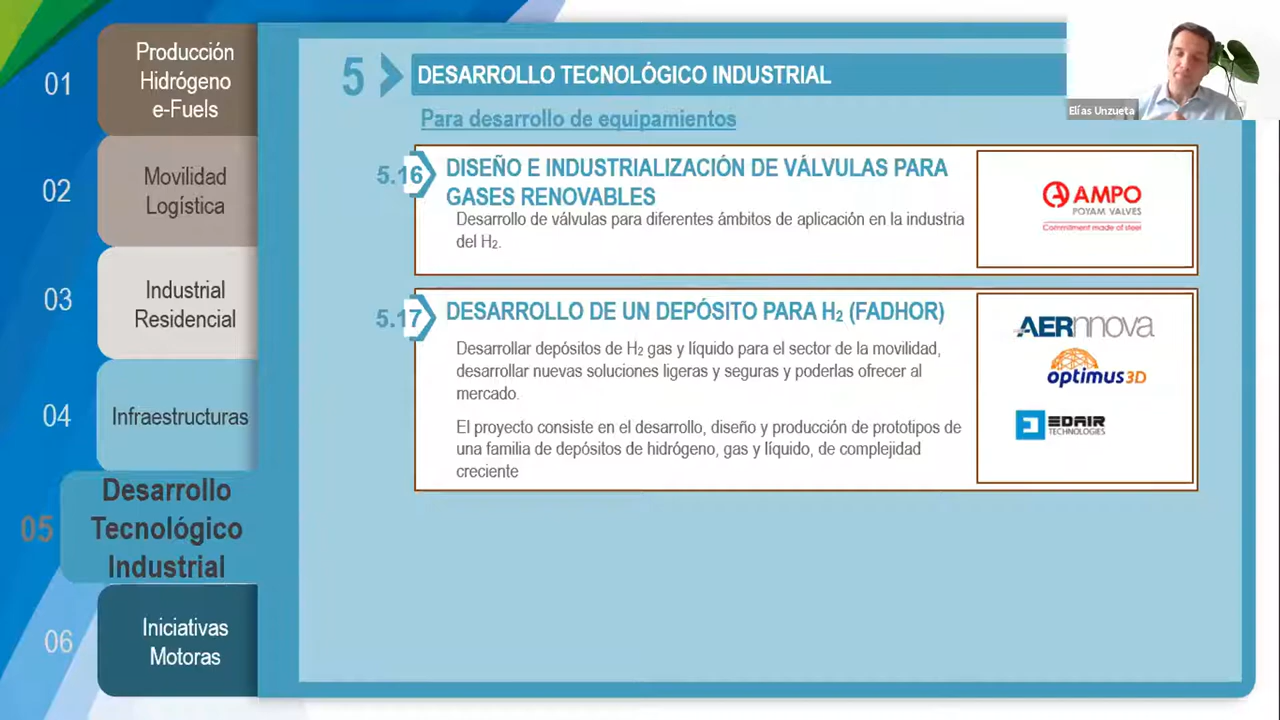 01
Producción
Hidrógeno
e-Fuels
02
Movilidad
Logística
03
Industrial
Residencial
04
Infraestructuras
05
Desarrollo
Tecnológico
Industrial
06
Iniciativas
Motoras
5
DESARROLLO TECNOLÓGICO INDUSTRIAL
Para desarrollo de equipamientos
5.16
DISEÑO E INDUSTRIALIZACIÓN DE VÁLVULAS PARA
GASES RENOVABLES
Desarrollo de válvulas para diferentes ámbitos de aplicación en la industria
del H₂.
AMPO
POYAM VALVES
Commitment made of steel
5.17
DESARROLLO DE UN DEPÓSITO PARA H₂ (FADHOR)
Desarrollar depósitos de H₂ gas y líquido para el sector de la movilidad,
desarrollar nuevas soluciones ligeras y seguras y poderlas ofrecer al
mercado.
El proyecto consiste en el desarrollo, diseño y producción de prototipos de
una familia de depósitos de hidrógeno, gas y líquido, de complejidad
creciente
AERNNOVA
optimus3D
EDAIR
TECHNOLOGIES
Elías Unzueta